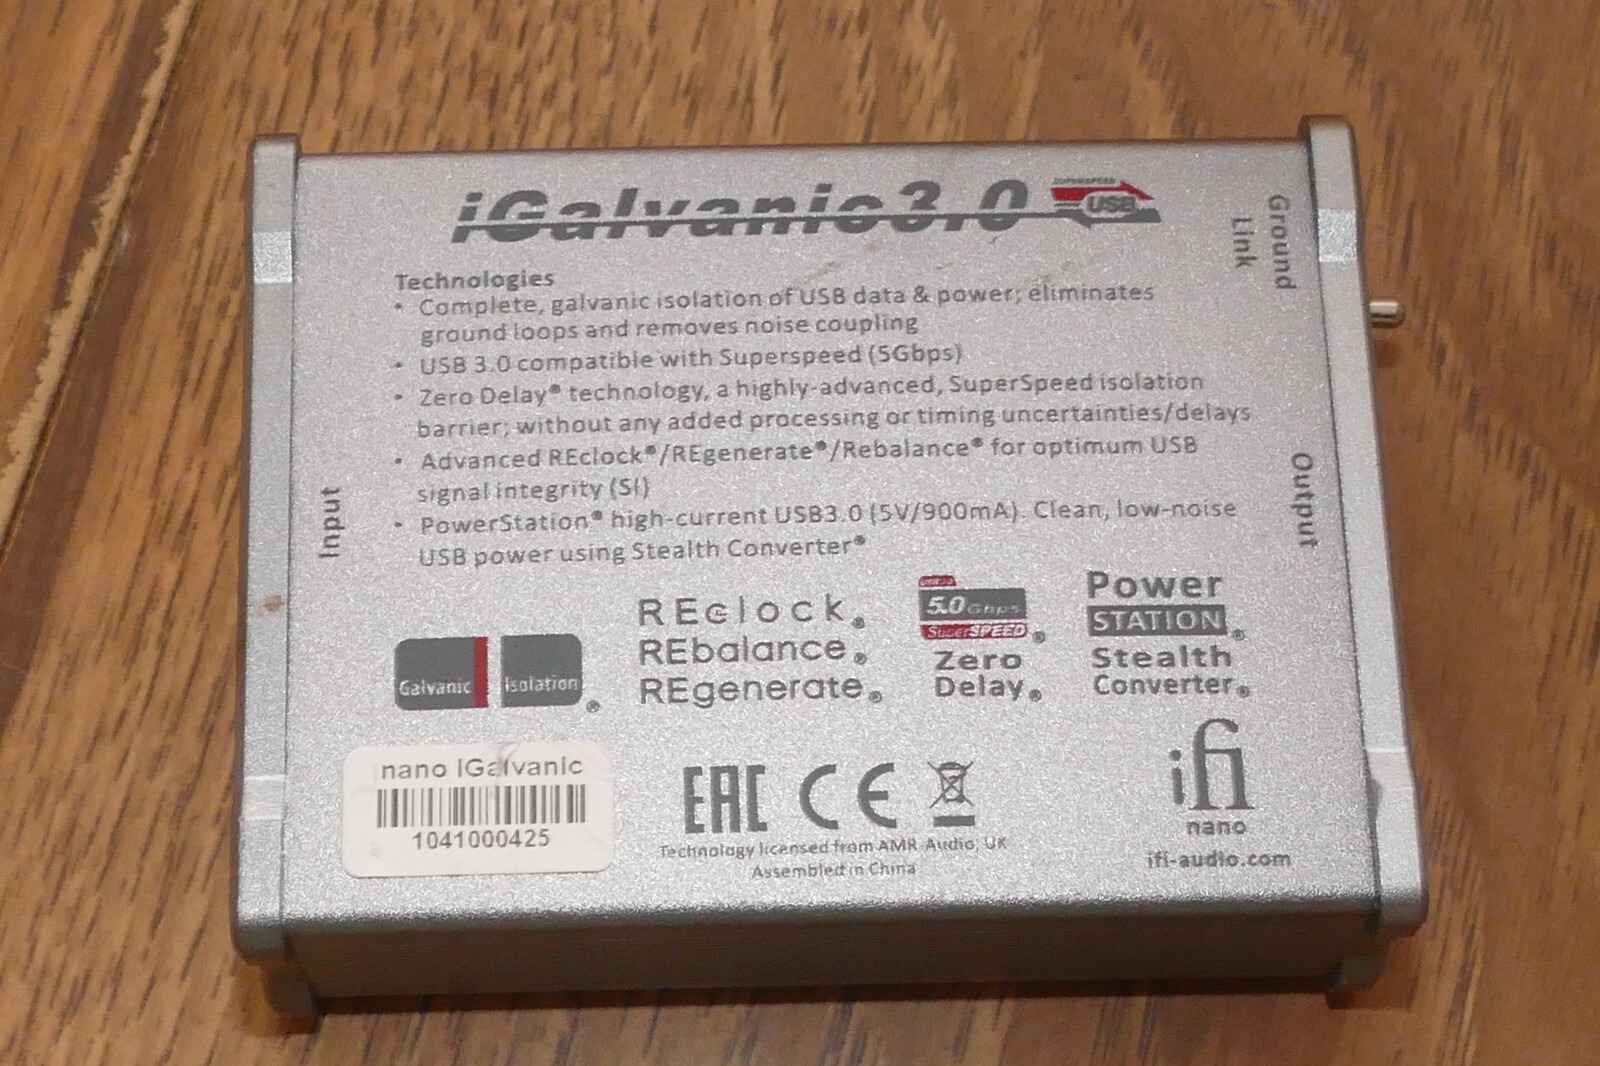 iGalvanic3.0
SUPERSPEED
USB
Ground
Link
Technologies
• Complete, galvanic isolation of USB data & power; eliminates
ground loops and removes noise coupling
• USB 3.0 compatible with Superspeed (5Gbps)
• Zero Delay® technology, a highly-advanced, SuperSpeed isolation
barrier; without any added processing or timing uncertainties/delays
• Advanced REclock®/REgenerate®/Rebalance® for optimum USB
signal integrity (SI)
• PowerStation® high-current USB3.0 (5V/900mA). Clean, low-noise
USB power using Stealth Converter®
Input
Output
Galvanic Isolation®
REclock®
REbalance®
REgenerate®
USB3.0
5.0Gbps
SuperSPEED®
Zero
Delay®
Power
STATION®
Stealth
Converter®
nano iGalvanic
1041000425
EAC CE
Technology licensed from AMR Audio, UK
Assembled in China
ifi
nano
ifi-audio.com